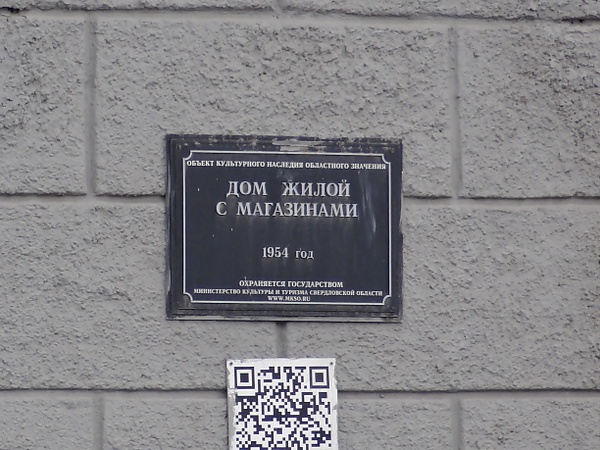 ОБЪЕКТ КУЛЬТУРНОГО НАСЛЕДИЯ ОБЛАСТНОГО ЗНАЧЕНИЯ
ДОМ ЖИЛОЙ
С МАГАЗИНАМИ
1954 год
ОХРАНЯЕТСЯ ГОСУДАРСТВОМ
МИНИСТЕРСТВО КУЛЬТУРЫ И ТУРИЗМА СВЕРДЛОВСКОЙ ОБЛАСТИ
WWW.MKSO.RU